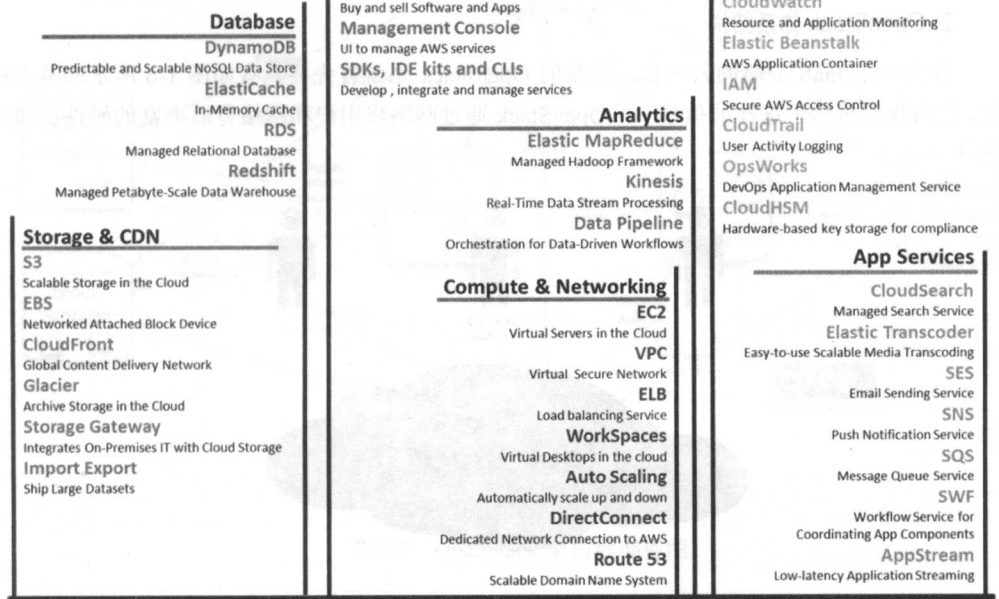 Database
DynamoDB
Predictable and Scalable NoSQL Data Store
ElastiCache
In-Memory Cache
RDS
Managed Relational Database
Redshift
Managed Petabyte-Scale Data Warehouse
Storage & CDN
S3
Scalable Storage in the Cloud
EBS
Networked Attached Block Device
CloudFront
Global Content Delivery Network
Glacier
Archive Storage in the Cloud
Storage Gateway
Integrates On-Premises IT with Cloud Storage
Import Export
Ship Large Datasets
Buy and sell Software and Apps
Management Console
UI to manage AWS services
SDKs, IDE kits and CLIs
Develop , integrate and manage services
Analytics
Elastic MapReduce
Managed Hadoop Framework
Kinesis
Real-Time Data Stream Processing
Data Pipeline
Orchestration for Data-Driven Workflows
Compute & Networking
EC2
Virtual Servers in the Cloud
VPC
Virtual Secure Network
ELB
Load balancing Service
WorkSpaces
Virtual Desktops in the cloud
Auto Scaling
Automatically scale up and down
DirectConnect
Dedicated Network Connection to AWS
Route 53
Scalable Domain Name System
CloudWatch
Resource and Application Monitoring
Elastic Beanstalk
AWS Application Container
IAM
Secure AWS Access Control
CloudTrail
User Activity Logging
OpsWorks
DevOps Application Management Service
CloudHSM
Hardware-based key storage for compliance
App Services
CloudSearch
Managed Search Service
Elastic Transcoder
Easy-to-use Scalable Media Transcoding
SES
Email Sending Service
SNS
Push Notification Service
SQS
Message Queue Service
SWF
Workflow Service for
Coordinating App Components
AppStream
Low-latency Application Streaming